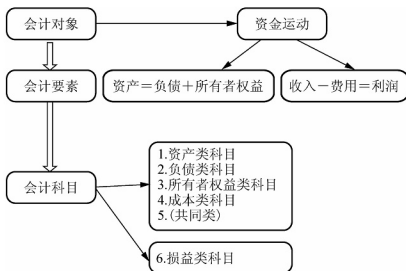 会计对象
资金运动
会计要素
资产＝负债＋所有者权益
收入－费用＝利润
会计科目
1.资产类科目
2.负债类科目
3.所有者权益类科目
4.成本类科目
5.(共同类)
6.损益类科目